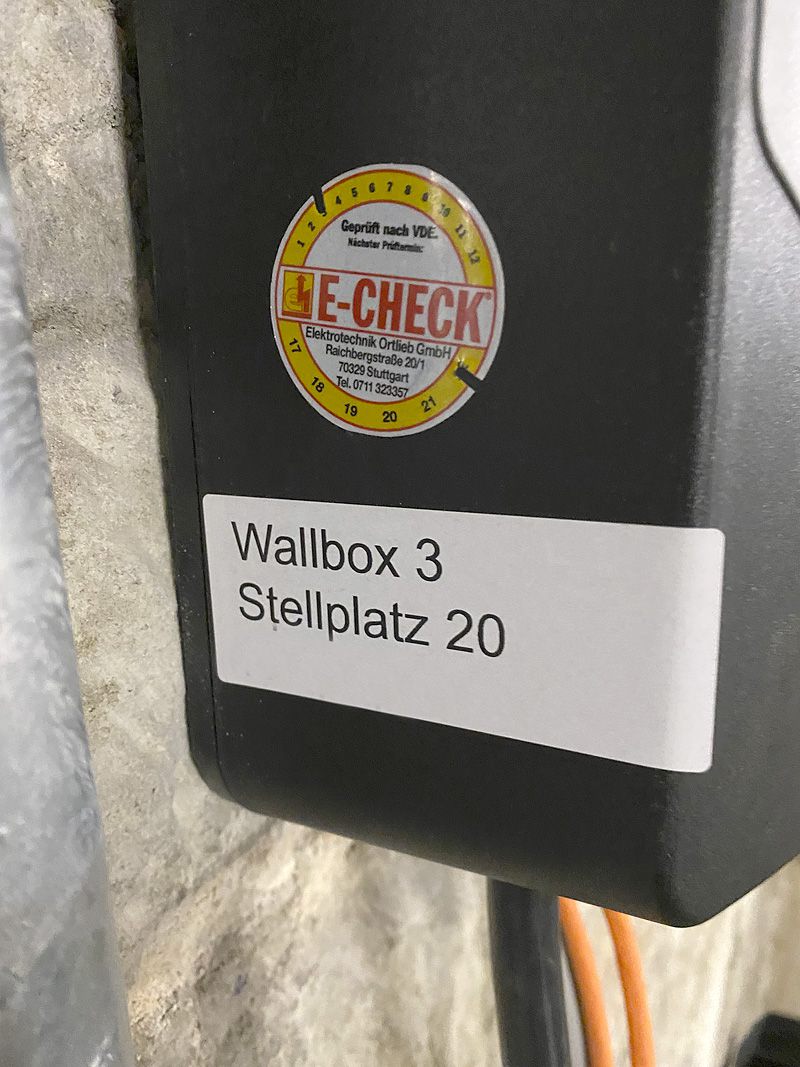 1 2 3 4 5 6 7 8 9 10 11 12
Geprüft nach VDE.
Nächster Prüftermin:
E-CHECK
Elektrotechnik Ortlieb GmbH
Raichbergstraße 20/1
70329 Stuttgart
Tel. 0711 323357
17 18 19 20 21
Wallbox 3
Stellplatz 20